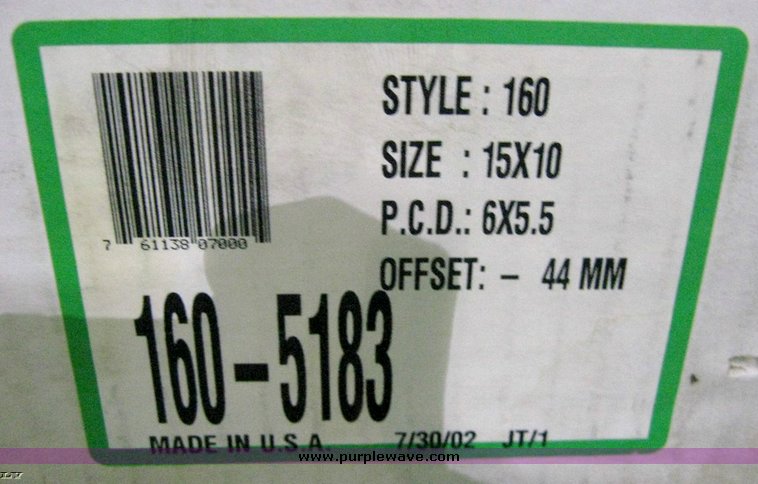 STYLE : 160
SIZE : 15X10
P.C.D.: 6X5.5
OFFSET: - 44 MM
7 61138 07000
160-5183
MADE IN U.S.A. 7/30/02 JT/1
www.purplewave.com